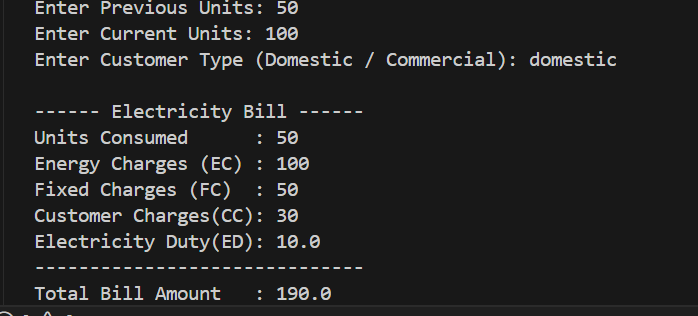 Enter Previous Units: 50
Enter Current Units: 100
Enter Customer Type (Domestic / Commercial): domestic
------ Electricity Bill ------
Units Consumed      : 50
Energy Charges (EC) : 100
Fixed Charges (FC)  : 50
Customer Charges(CC): 30
Electricity Duty(ED): 10.0
------------------------------
Total Bill Amount   : 190.0